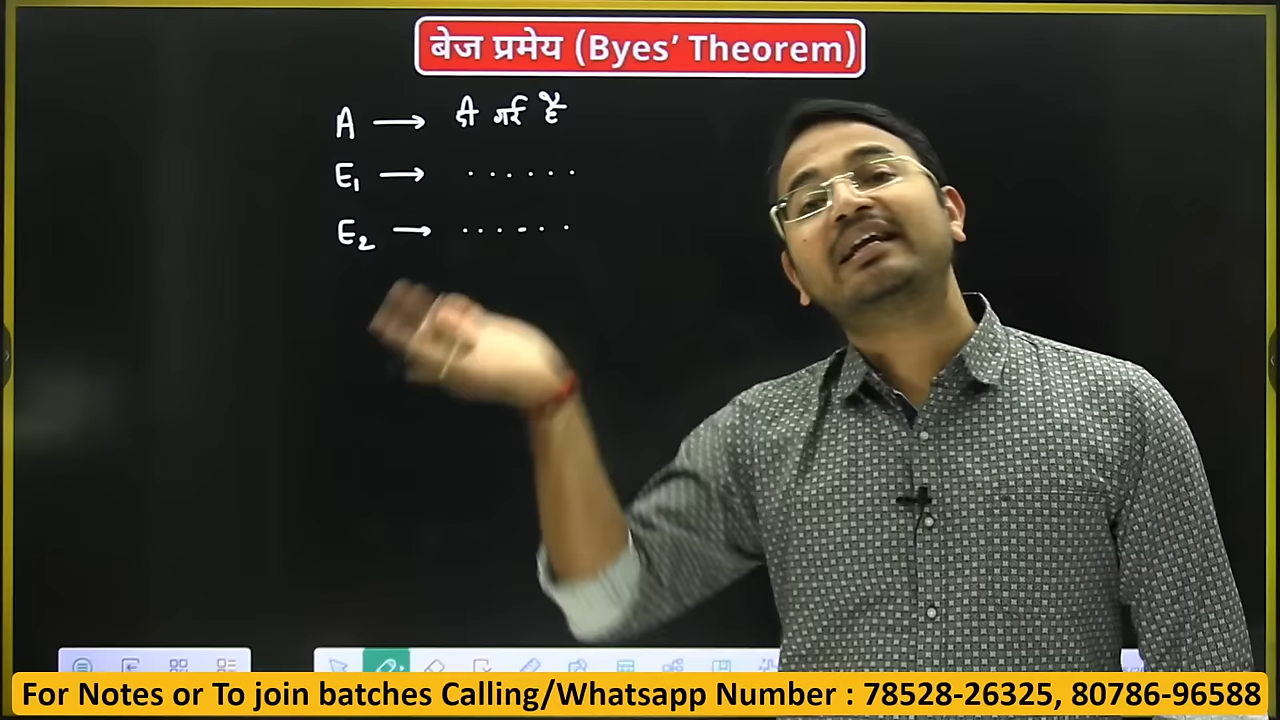 बेज प्रमेय (Byes’ Theorem)
A → दी गई है
E₁ → . . . . . .
E₂ → . . . . . .
For Notes or To join batches Calling/Whatsapp Number : 78528-26325, 80786-96588